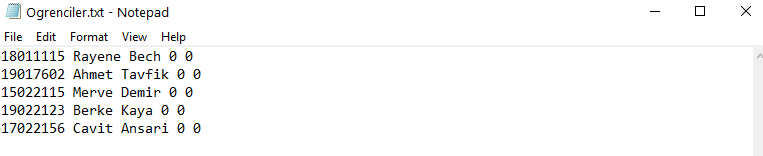 Ogrenciler.txt - Notepad
File Edit Format View Help
18011115 Rayene Bech 0 0
19017602 Ahmet Tavfik 0 0
15022115 Merve Demir 0 0
19022123 Berke Kaya 0 0
17022156 Cavit Ansari 0 0